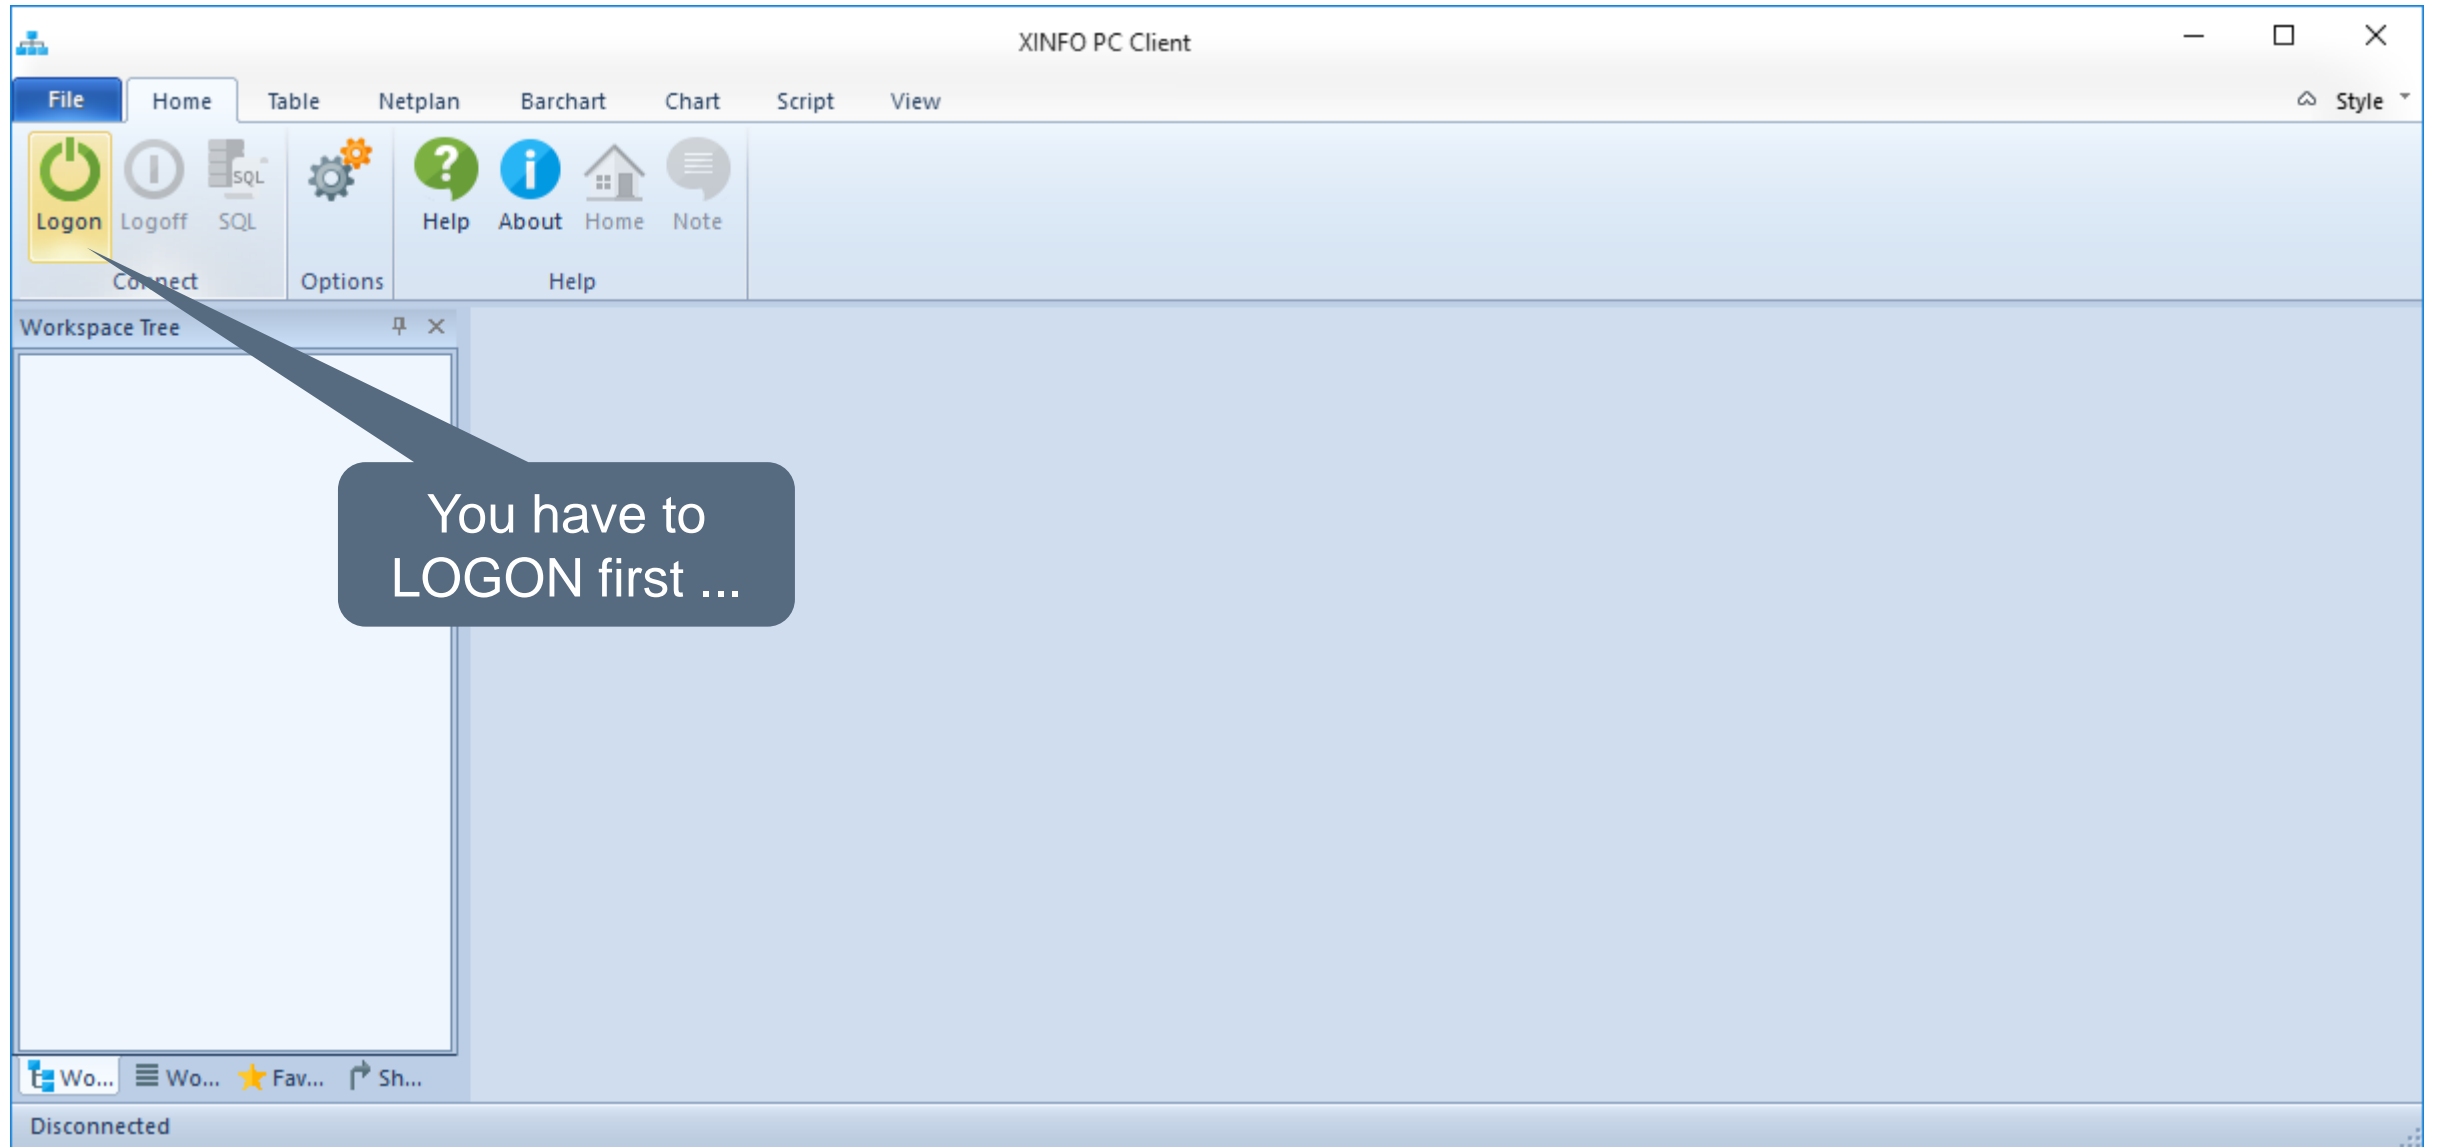 XINFO PC Client
File Home Table Netplan Barchart Chart Script View Style
SQL
Logon Logoff SQL Help About Home Note
Connect Options Help
Workspace Tree
You have to
LOGON first ...
Wo... Wo... Fav... Sh...
Disconnected